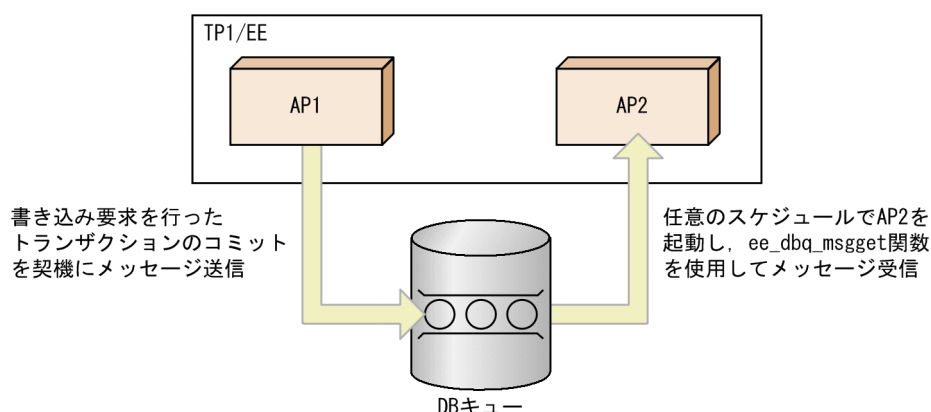 TP1/EE
AP1
AP2
書き込み要求を行った
トランザクションのコミット
を契機にメッセージ送信
任意のスケジュールでAP2を
起動し，ee_dbq_msgget関数
を使用してメッセージ受信
DBキュー